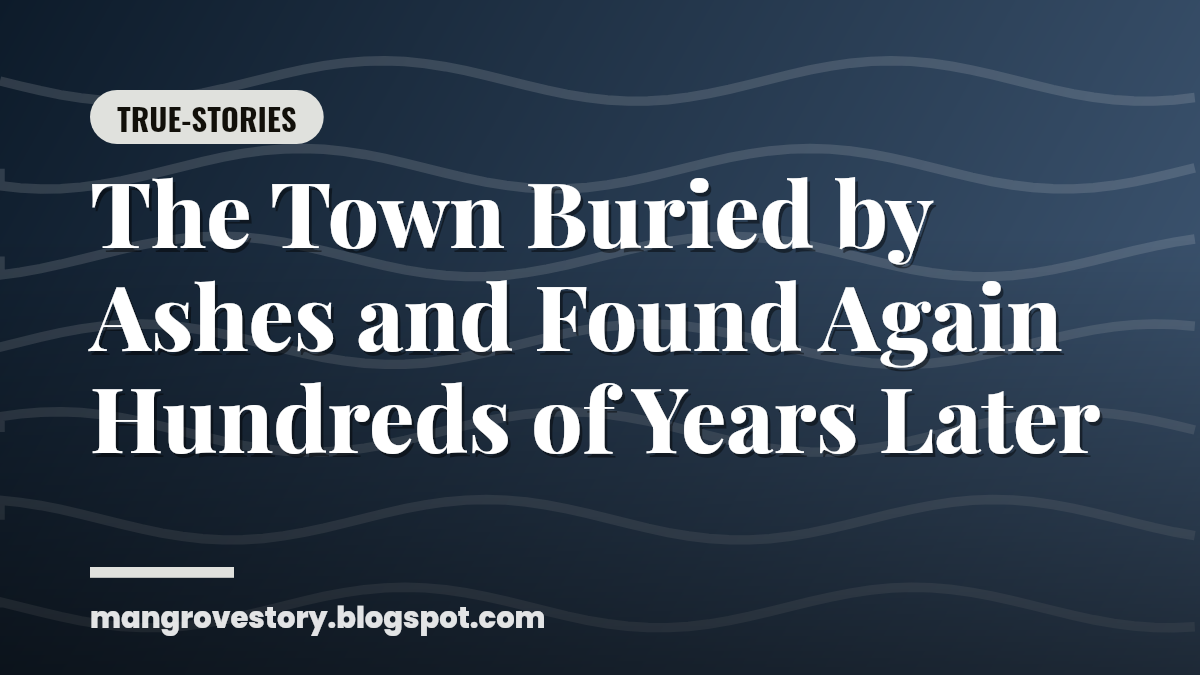 TRUE-STORIES
The Town Buried by
Ashes and Found Again
Hundreds of Years Later
mangrovestory.blogspot.com